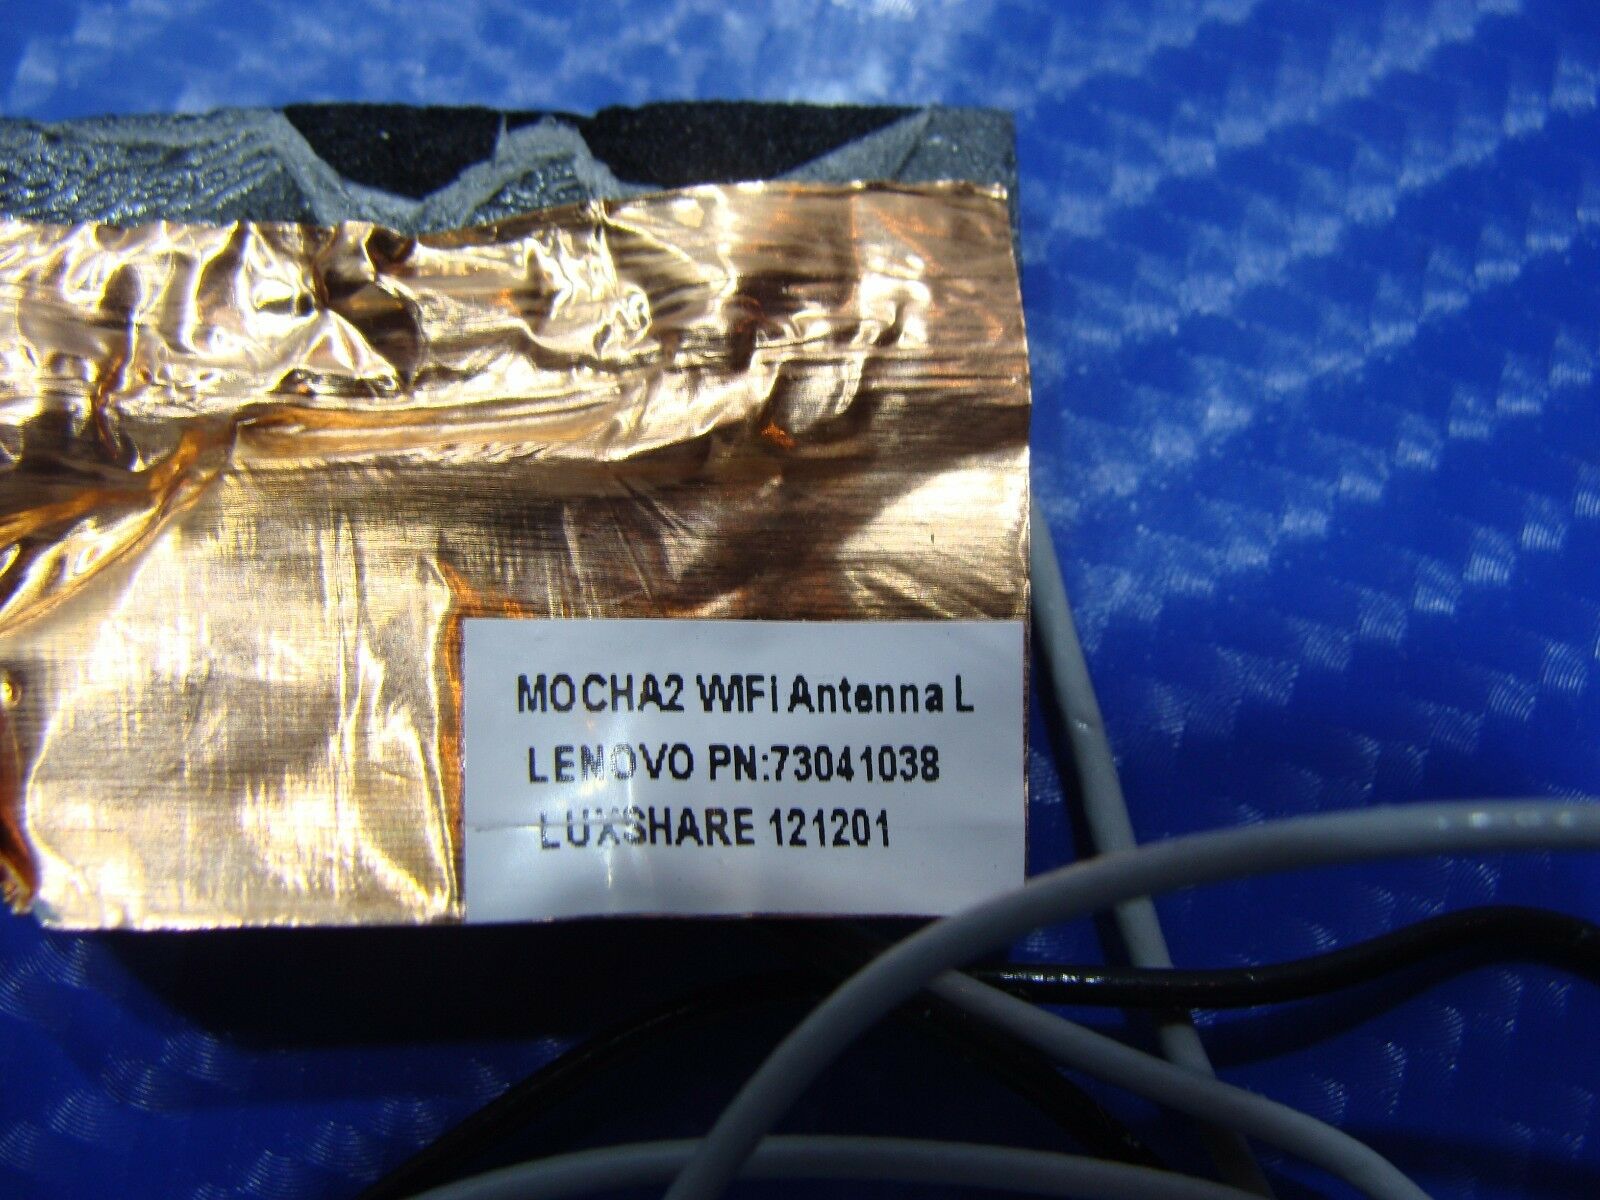 MOCHA2 WIFI Antenna L
LENOVO PN:73041038
LUXSHARE 121201